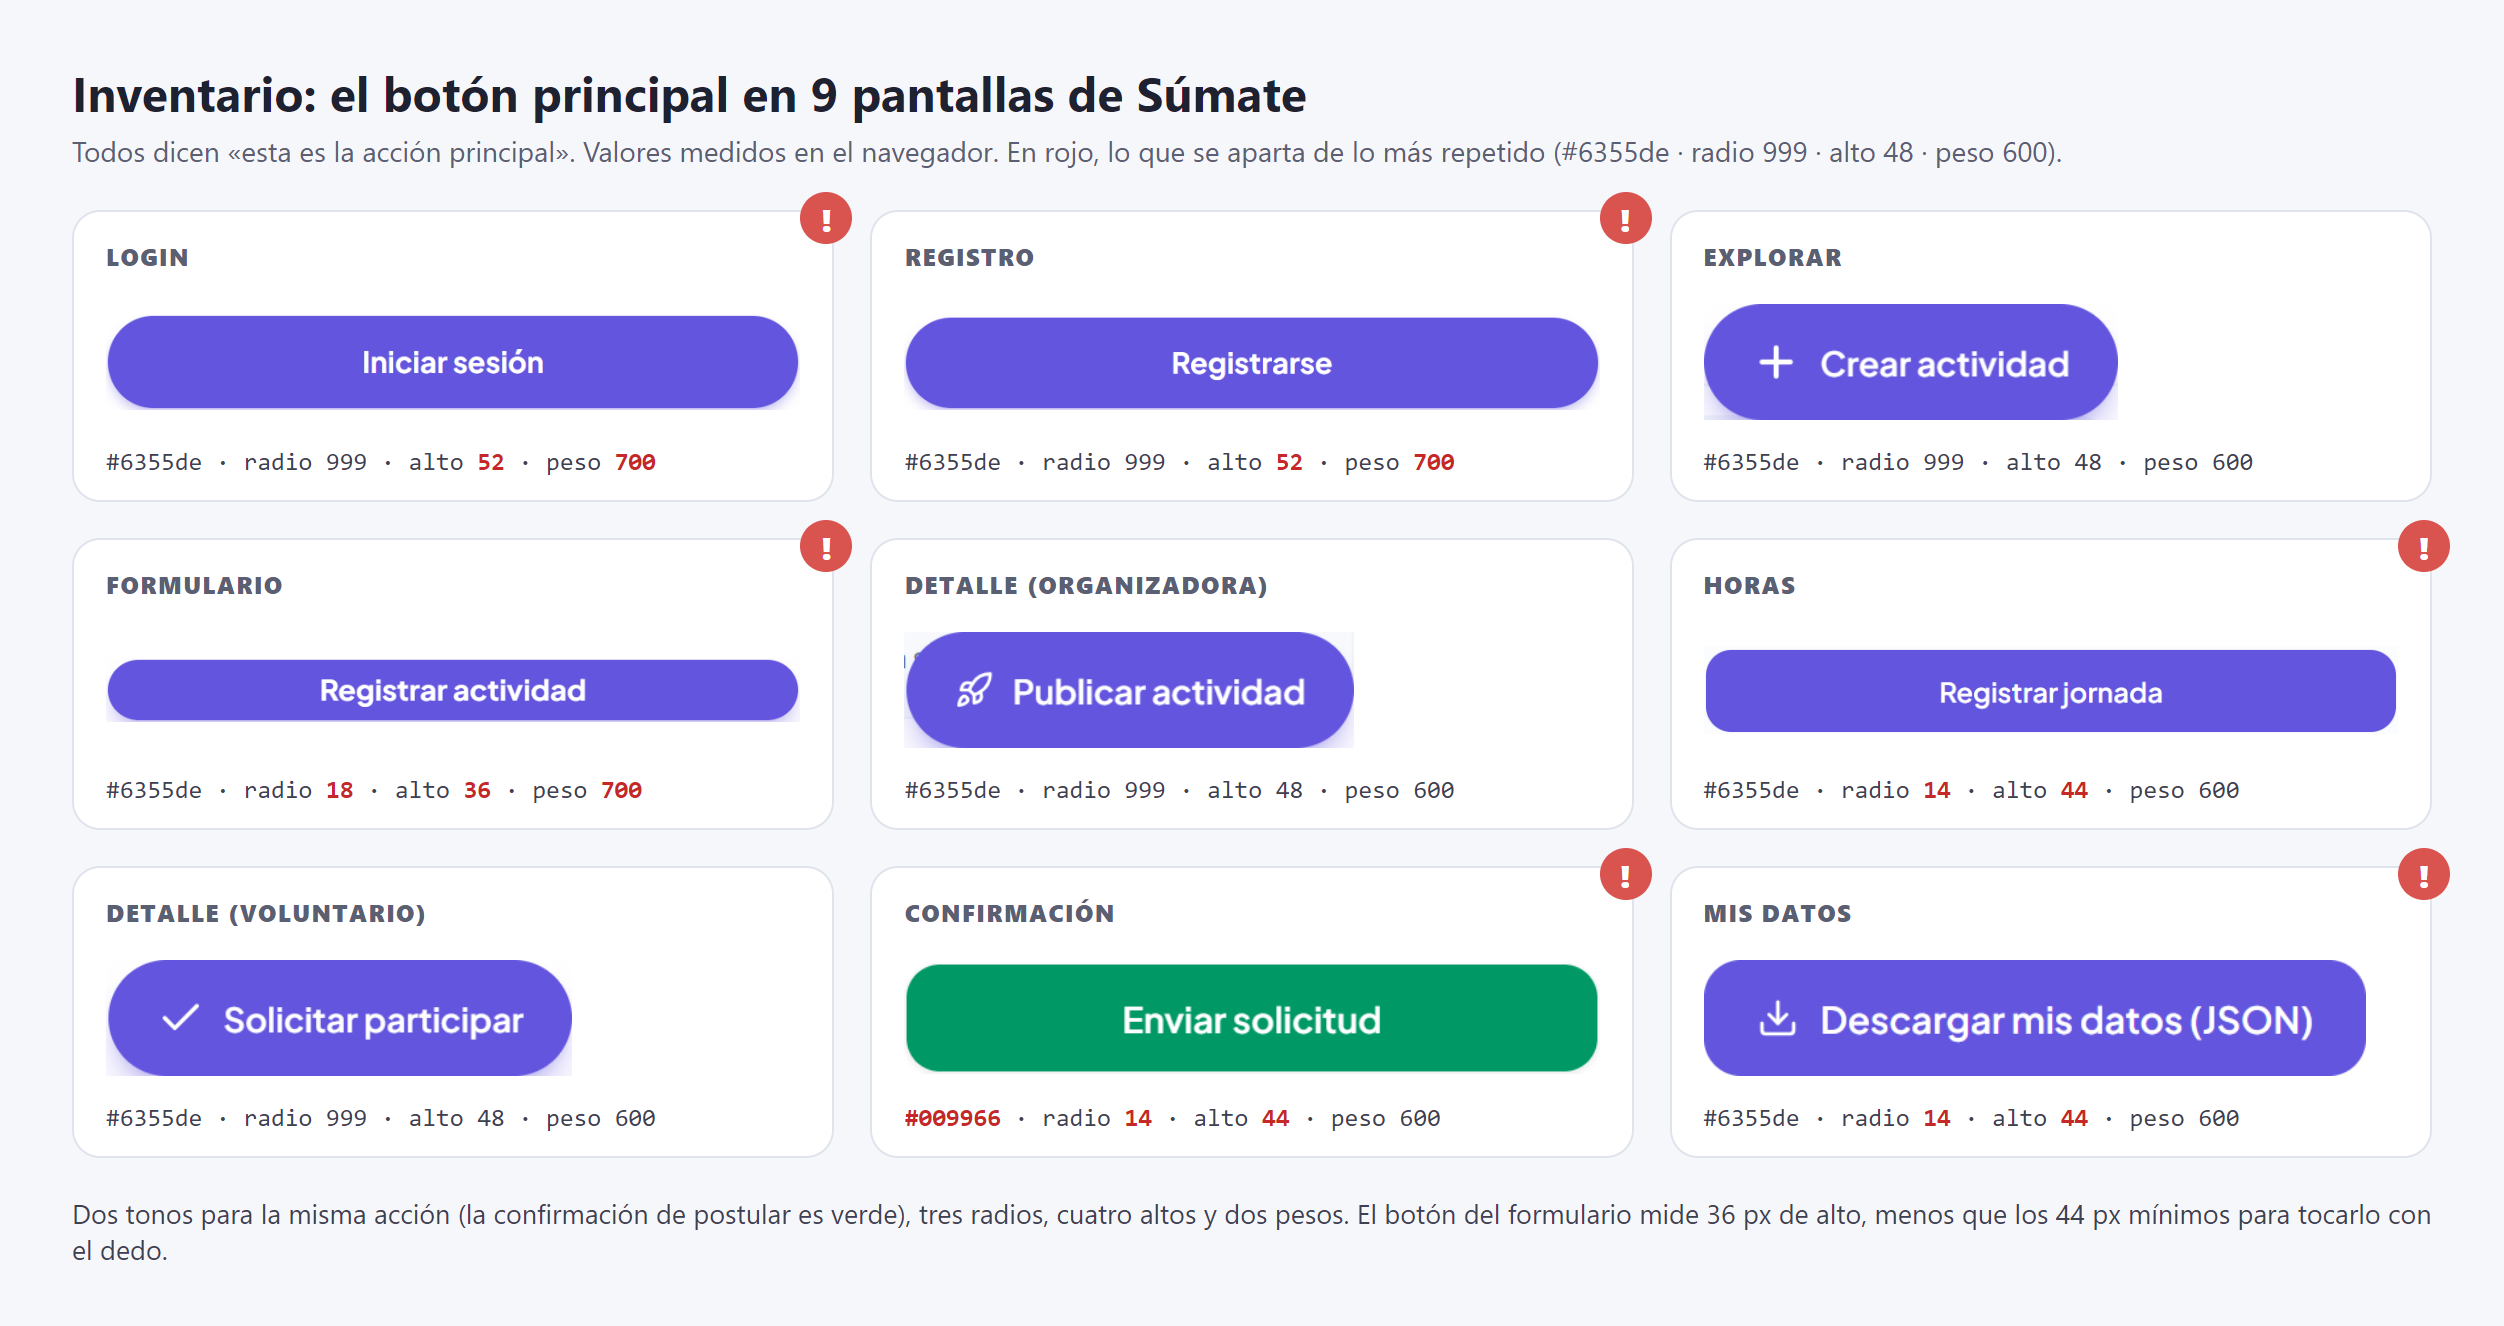 Inventario: el botón principal en 9 pantallas de Súmate
Todos dicen «esta es la acción principal». Valores medidos en el navegador. En rojo, lo que se aparta de lo más repetido (#6355de · radio 999 · alto 48 · peso 600).
!
LOGIN
Iniciar sesión
#6355de · radio 999 · alto 52 · peso 700
!
REGISTRO
Registrarse
#6355de · radio 999 · alto 52 · peso 700
EXPLORAR
Crear actividad
#6355de · radio 999 · alto 48 · peso 600
!
FORMULARIO
Registrar actividad
#6355de · radio 18 · alto 36 · peso 700
DETALLE (ORGANIZADORA)
Publicar actividad
#6355de · radio 999 · alto 48 · peso 600
!
HORAS
Registrar jornada
#6355de · radio 14 · alto 44 · peso 600
DETALLE (VOLUNTARIO)
Solicitar participar
#6355de · radio 999 · alto 48 · peso 600
!
CONFIRMACIÓN
Enviar solicitud
#009966 · radio 14 · alto 44 · peso 600
!
MIS DATOS
Descargar mis datos (JSON)
#6355de · radio 14 · alto 44 · peso 600
Dos tonos para la misma acción (la confirmación de postular es verde), tres radios, cuatro altos y dos pesos. El botón del formulario mide 36 px de alto, menos que los 44 px mínimos para tocarlo con
el dedo.